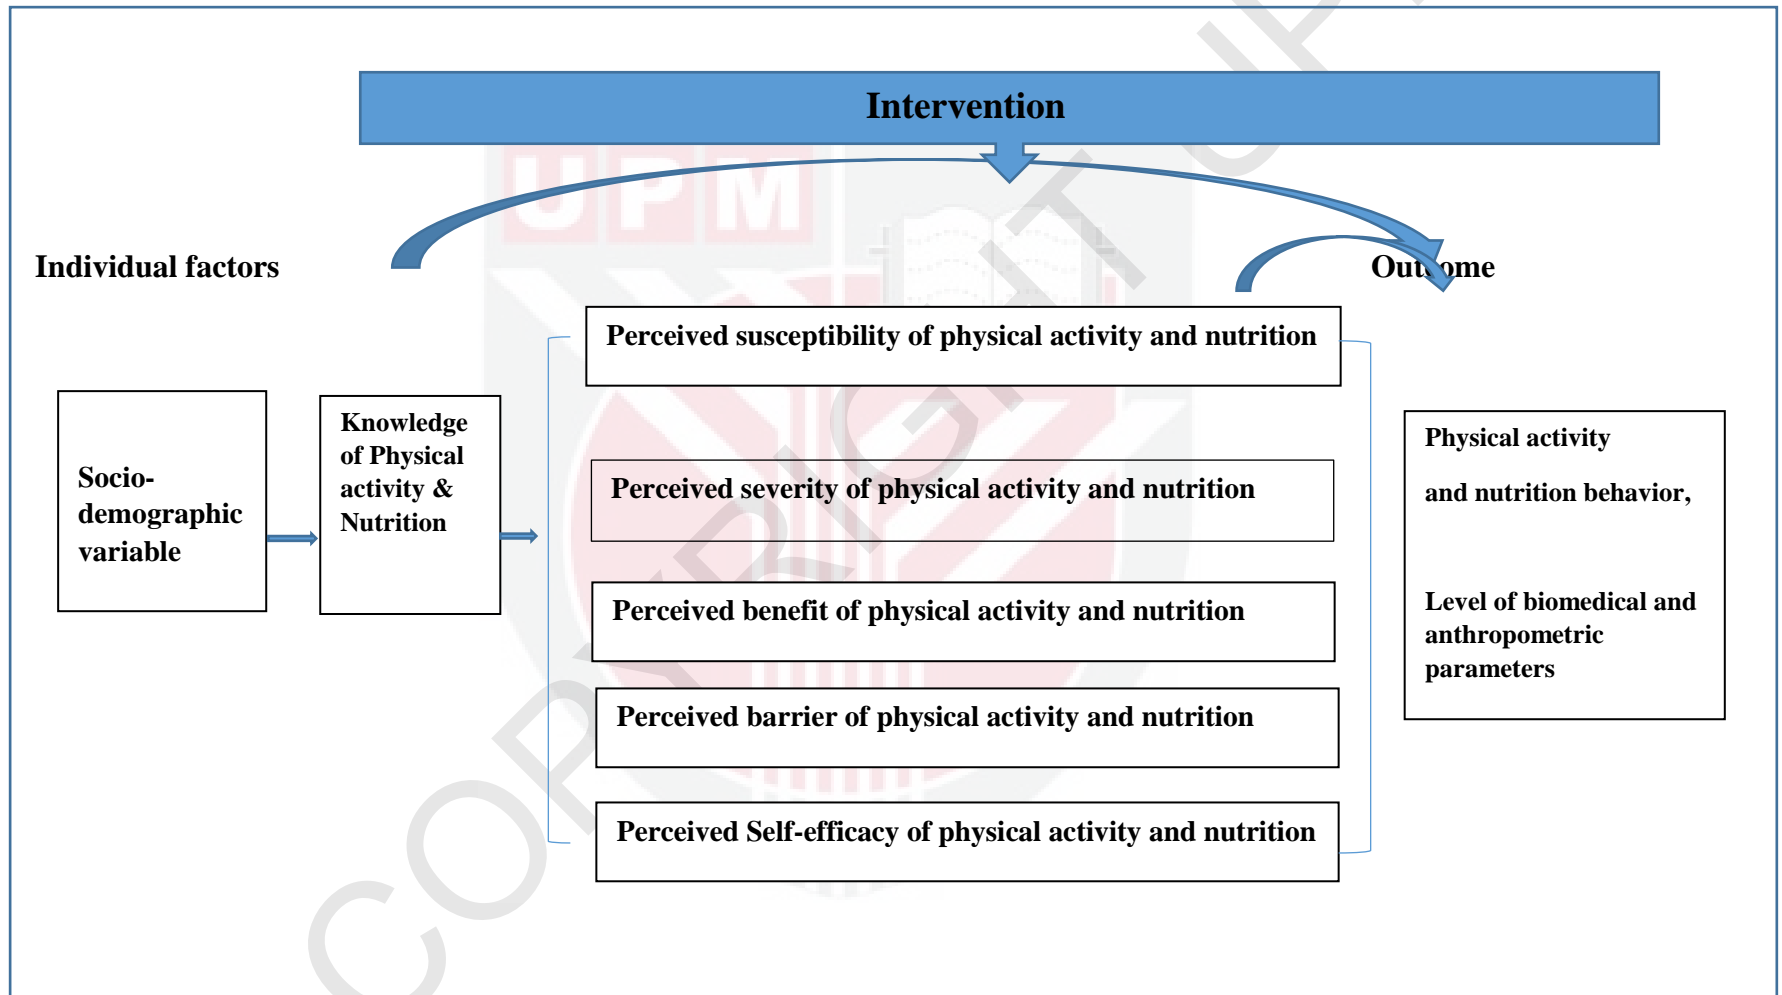 Intervention
UPM
Individual factors
Outcome
Perceived susceptibility of physical activity and nutrition
Knowledge
of Physical
activity &
Nutrition
Socio-
demographic
variable
Perceived severity of physical activity and nutrition
Perceived benefit of physical activity and nutrition
Perceived barrier of physical activity and nutrition
Perceived Self-efficacy of physical activity and nutrition
Physical activity
and nutrition behavior,
Level of biomedical and
anthropometric
parameters
COPYRIGHT UPM